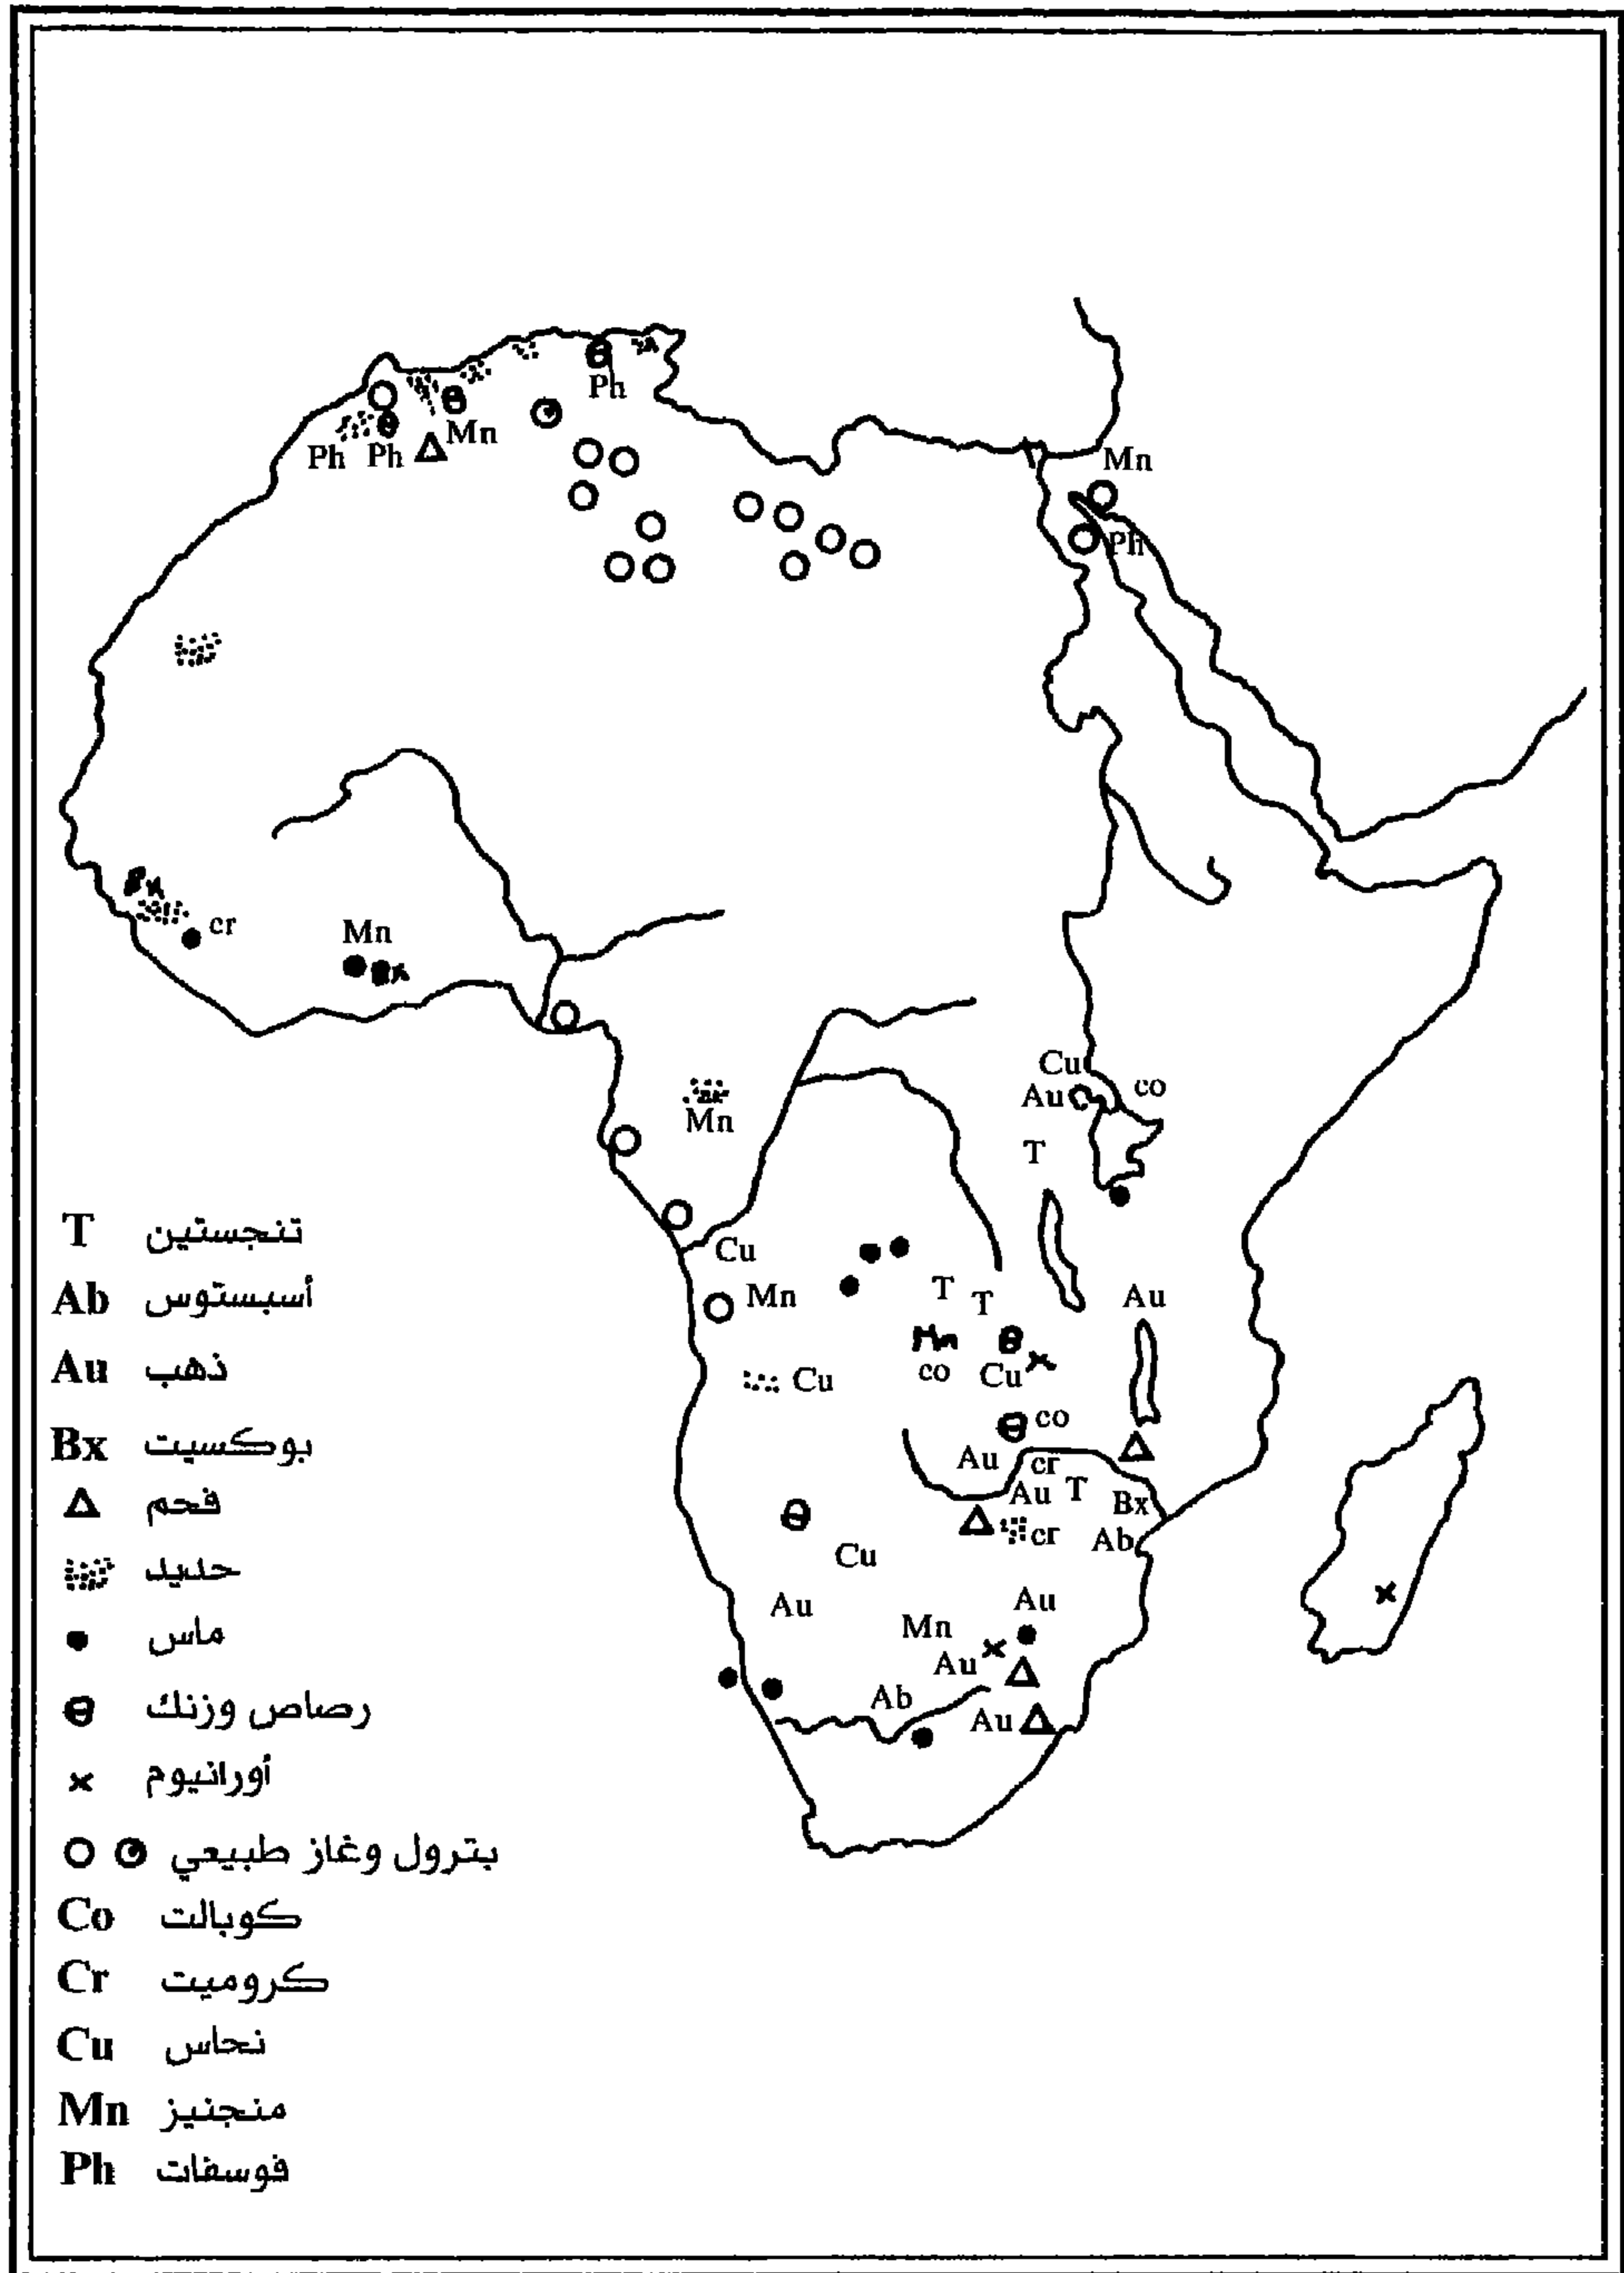 Ph
Mn
Ph Ph
Mn
Ph
Bx
cr
Mn
Bx
Cu
Au co
Mn
T
Cu
T T
Mn Au
Mn
co Cu
Cu
co
Au cr
Au T Bx
cr Ab
Cu
Au Au
Mn
Au
Ab
Au
T تنجستين
Ab أسبستوس
Au ذهب
Bx بوكسيت
فحم
حديد
ماس
رصاص وزنك
أورانيوم
بترول وغاز طبيعي
Co كوبالت
Cr كروميت
Cu نحاس
Mn منجنيز
Ph فوسفات